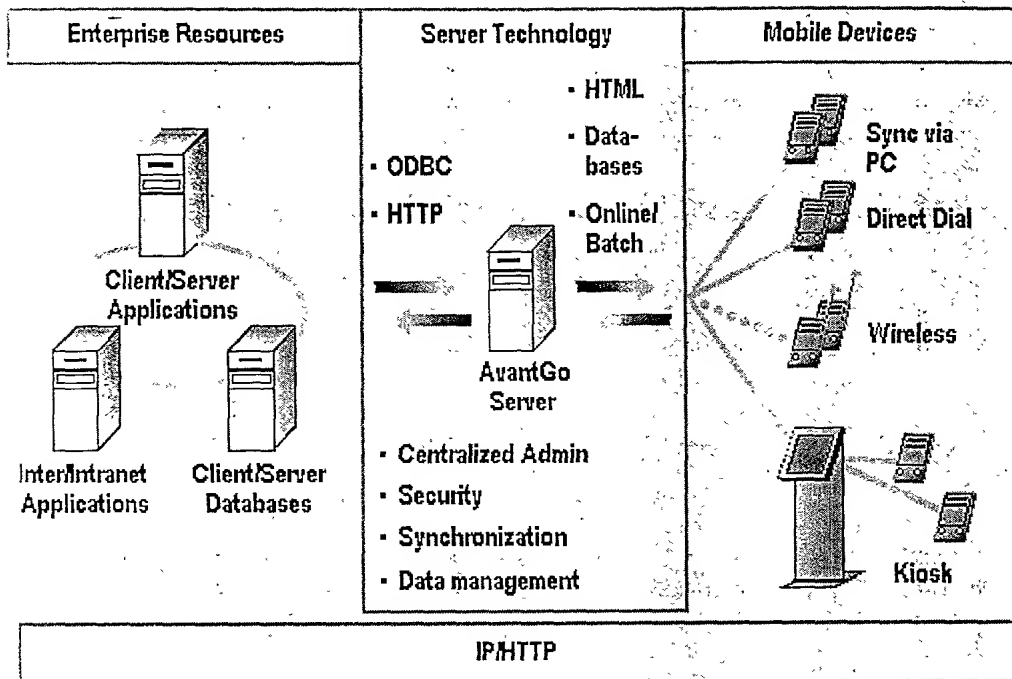 Enterprise Resources
Server Technology
Mobile Devices
Client/Server
Applications
Inter/Intranet
Applications
Client/Server
Databases
▪ ODBC
▪ HTTP
▪ HTML
▪ Data-
bases
▪ Online/
Batch
AvantGo
Server
▪ Centralized Admin
▪ Security
▪ Synchronization
▪ Data management
Sync via
PC
Direct Dial
Wireless
Kiosk
IP/HTTP